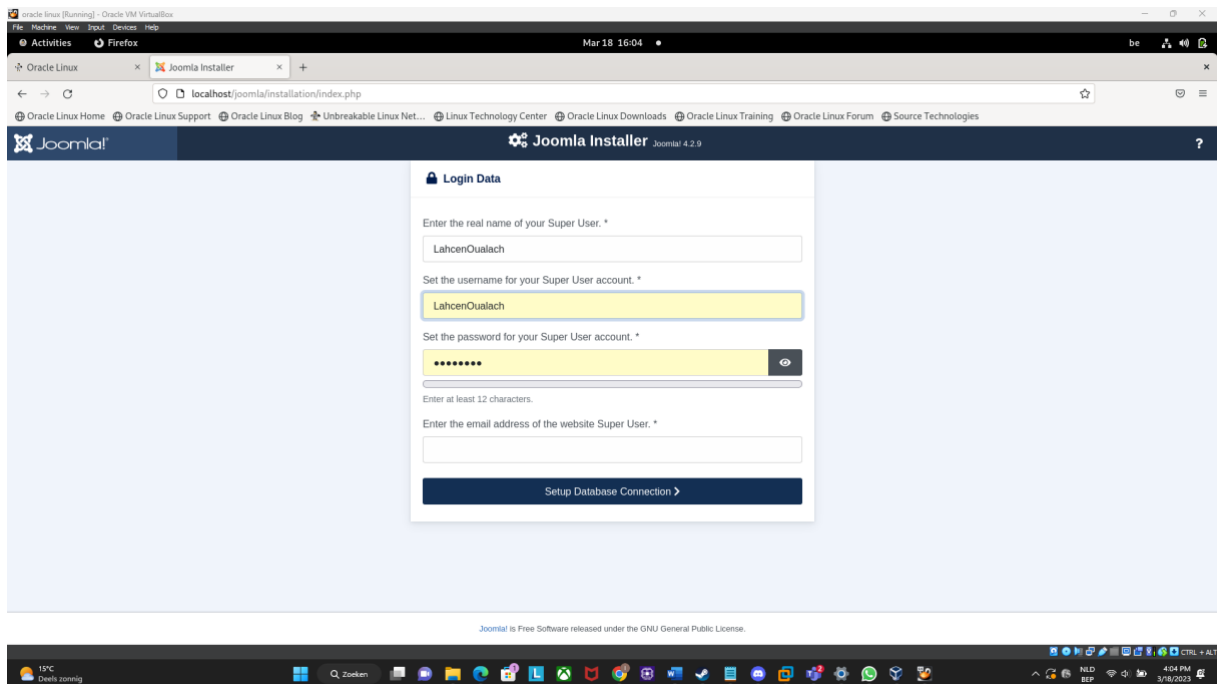 oracle linux [Running] - Oracle VM VirtualBox
File Machine View Input Devices Help
Activities Firefox Mar 18 16:04 be
Oracle Linux × Joomla Installer × +
localhost/joomla/installation/index.php
Oracle Linux Home Oracle Linux Support Oracle Linux Blog Unbreakable Linux Net... Linux Technology Center Oracle Linux Downloads Oracle Linux Training Oracle Linux Forum Source Technologies
Joomla!® Joomla Installer Joomla! 4.2.9 ?
Login Data
Enter the real name of your Super User. *
LahcenOualach
Set the username for your Super User account. *
LahcenOualach
Set the password for your Super User account. *
••••••••
Enter at least 12 characters.
Enter the email address of the website Super User. *
Setup Database Connection
Joomla! is Free Software released under the GNU General Public License.
CTRL + ALT
15°C
Deels zonnig
Zoeken
NLD
BEP
4:04 PM
3/18/2023